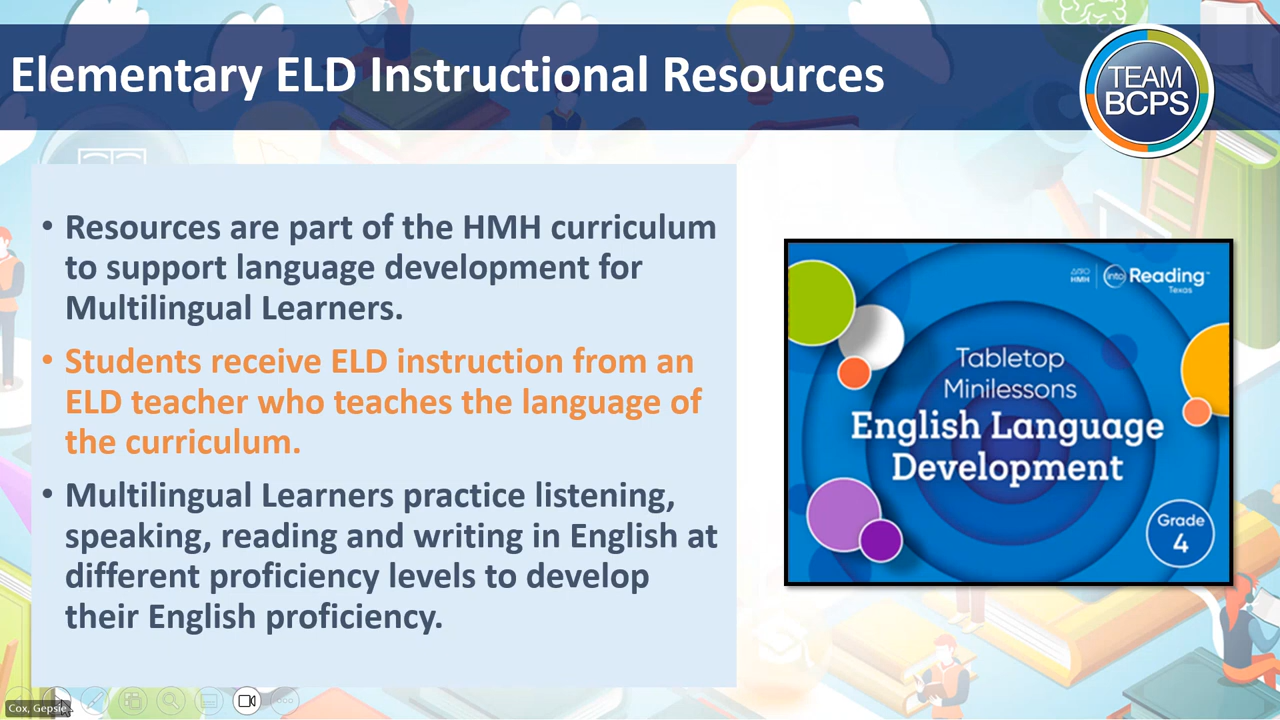 Elementary ELD Instructional Resources
TEAM
BCPS
• Resources are part of the HMH curriculum
to support language development for
Multilingual Learners.
• Students receive ELD instruction from an
ELD teacher who teaches the language of
the curriculum.
• Multilingual Learners practice listening,
speaking, reading and writing in English at
different proficiency levels to develop
their English proficiency.
HMH
into Reading™
Texas
Tabletop
Minilessons
English Language
Development
Grade
4
Cox, Gepsie